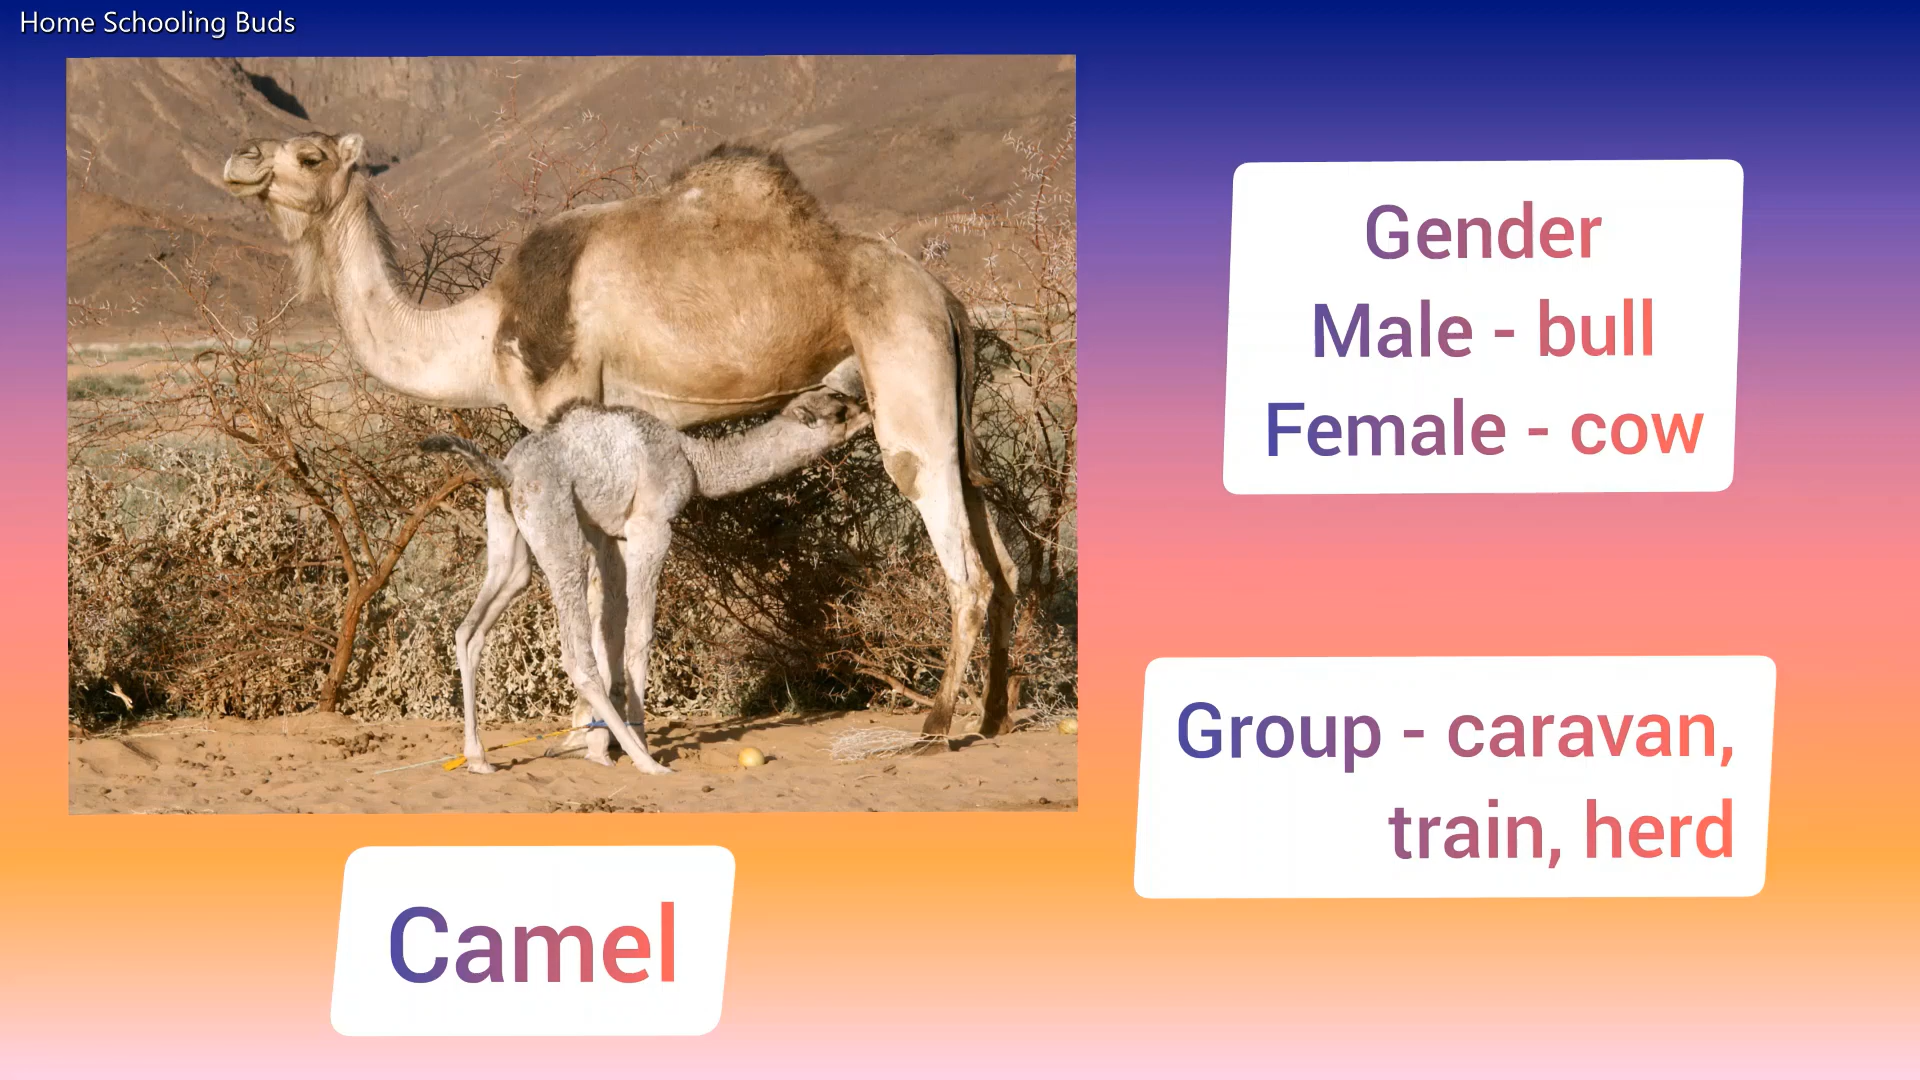 Home Schooling Buds
Gender
Male - bull
Female - cow
Group - caravan,
train, herd
Camel